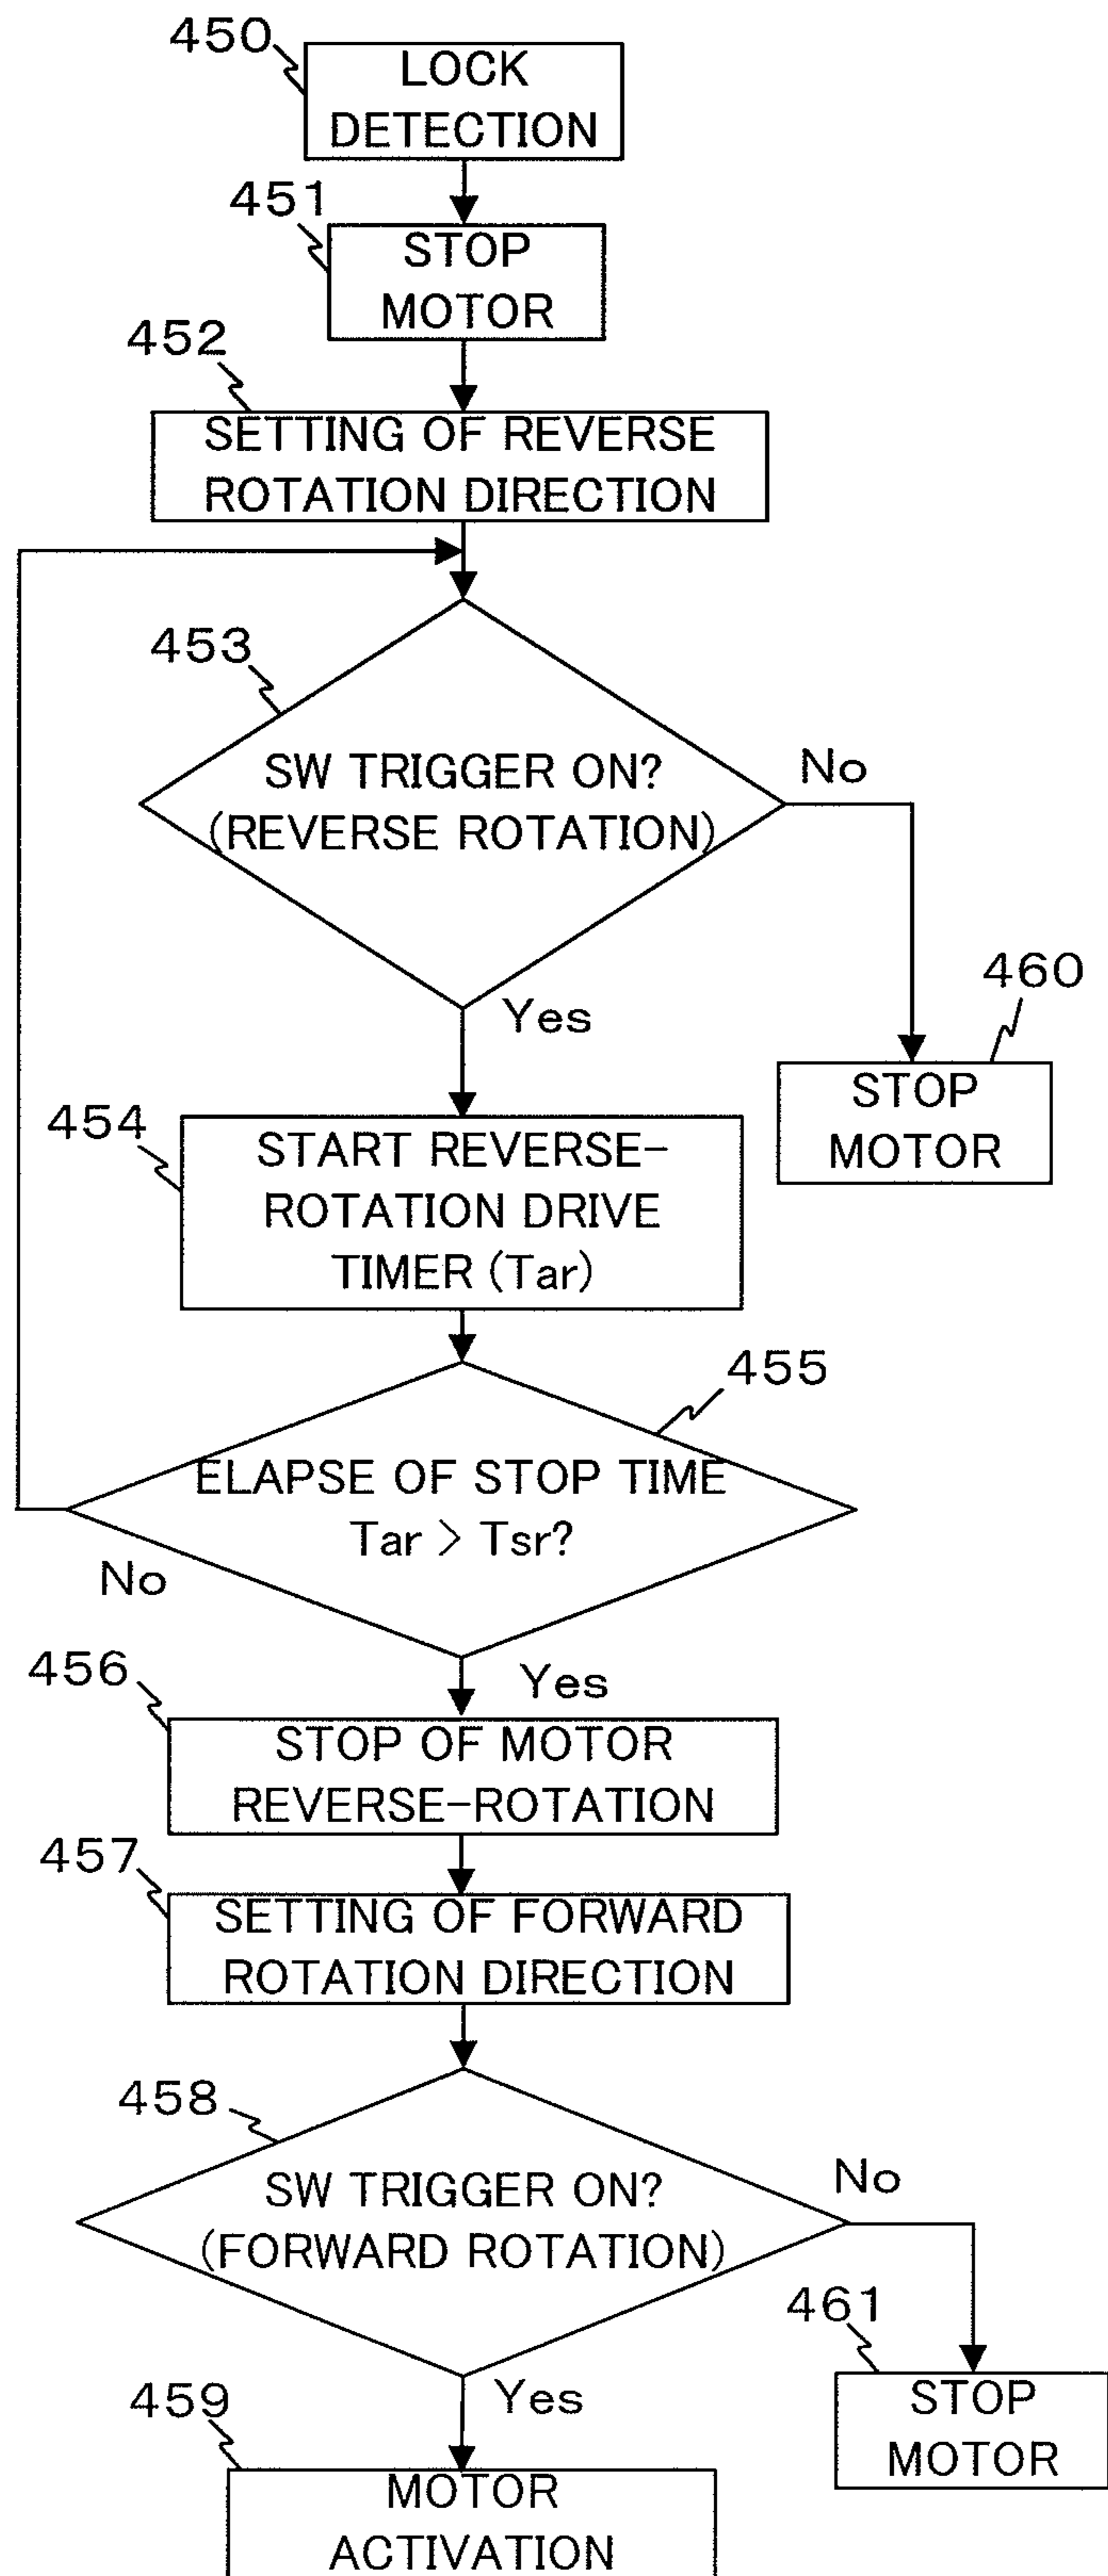 450
LOCK
DETECTION
451
STOP
MOTOR
452
SETTING OF REVERSE
ROTATION DIRECTION
453
SW TRIGGER ON?
(REVERSE ROTATION)
No
Yes
460
STOP
MOTOR
454
START REVERSE-
ROTATION DRIVE
TIMER (Tar)
455
ELAPSE OF STOP TIME
Tar > Tsr?
No
Yes
456
STOP OF MOTOR
REVERSE-ROTATION
457
SETTING OF FORWARD
ROTATION DIRECTION
458
SW TRIGGER ON?
(FORWARD ROTATION)
No
Yes
461
STOP
MOTOR
459
MOTOR
ACTIVATION